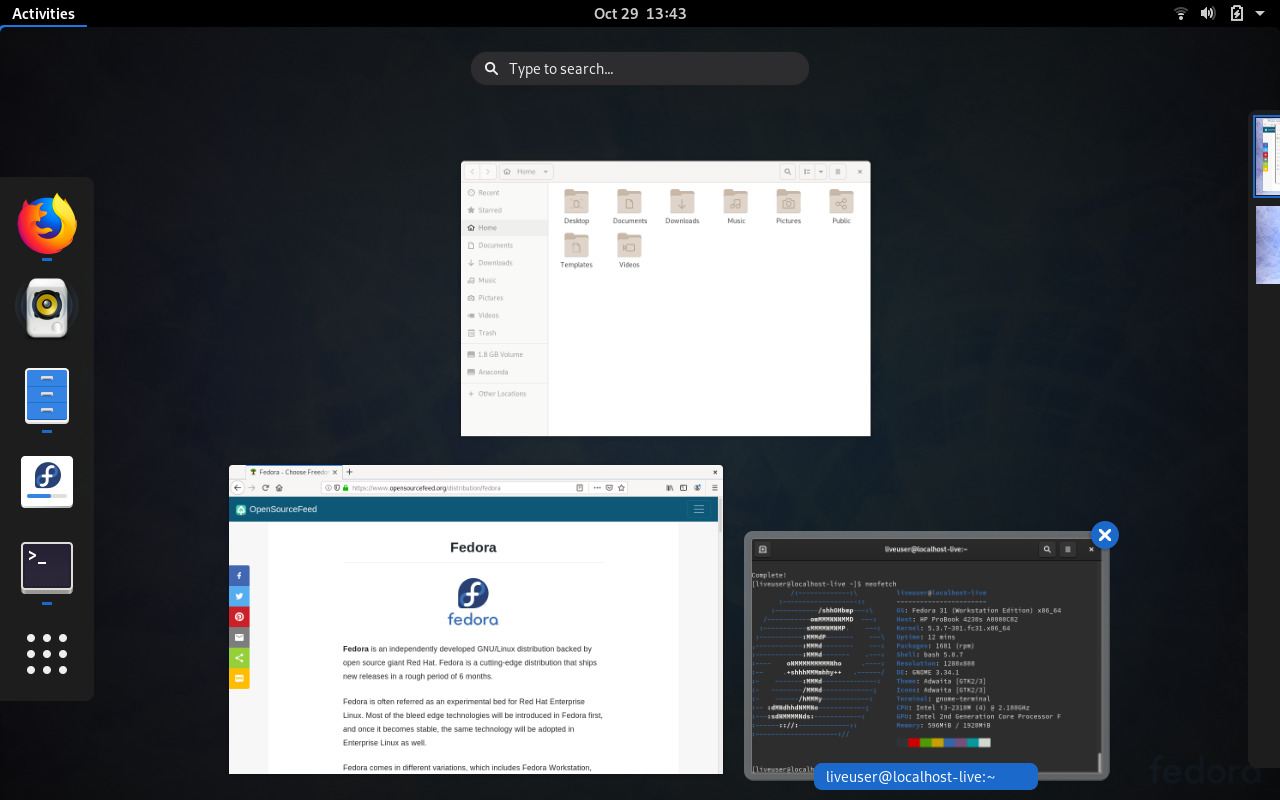 Activities
Oct 29 13:43
Type to search...
Home
Recent
Starred
Home
Documents
Downloads
Music
Pictures
Videos
Trash
1.8 GB Volume
Anaconda
Other Locations
Desktop
Documents
Downloads
Music
Pictures
Public
Templates
Videos
Fedora - Choose Freedo
https://www.opensourcefeed.org/distribution/fedora
OpenSourceFeed
Fedora
fedora
Fedora is an independently developed GNU/Linux distribution backed by
open source giant Red Hat. Fedora is a cutting-edge distribution that ships
new releases in a rough period of 6 months.
Fedora is often referred as an experimental bed for Red Hat Enterprise
Linux. Most of the bleed edge technologies will be introduced in Fedora first,
and once it becomes stable, the same technology will be adopted in
Enterprise Linux as well.
Fedora comes in different variations, which includes Fedora Workstation,
liveuser@localhost-live:~
Complete!
[liveuser@localhost-live ~]$ neofetch
liveuser@localhost-live
OS: Fedora 31 (Workstation Edition) x86_64
Host: HP ProBook 4230s A0000C02
Kernel: 5.3.7-301.fc31.x86_64
Uptime: 12 mins
Packages: 1601 (rpm)
Shell: bash 5.0.7
Resolution: 1280x800
DE: GNOME 3.34.1
Theme: Adwaita [GTK2/3]
Icons: Adwaita [GTK2/3]
Terminal: gnome-terminal
CPU: Intel i3-2310M (4) @ 2.100GHz
GPU: Intel 2nd Generation Core Processor F
Memory: 596MiB / 1920MiB
liveuser@localhost-live:~
fedora